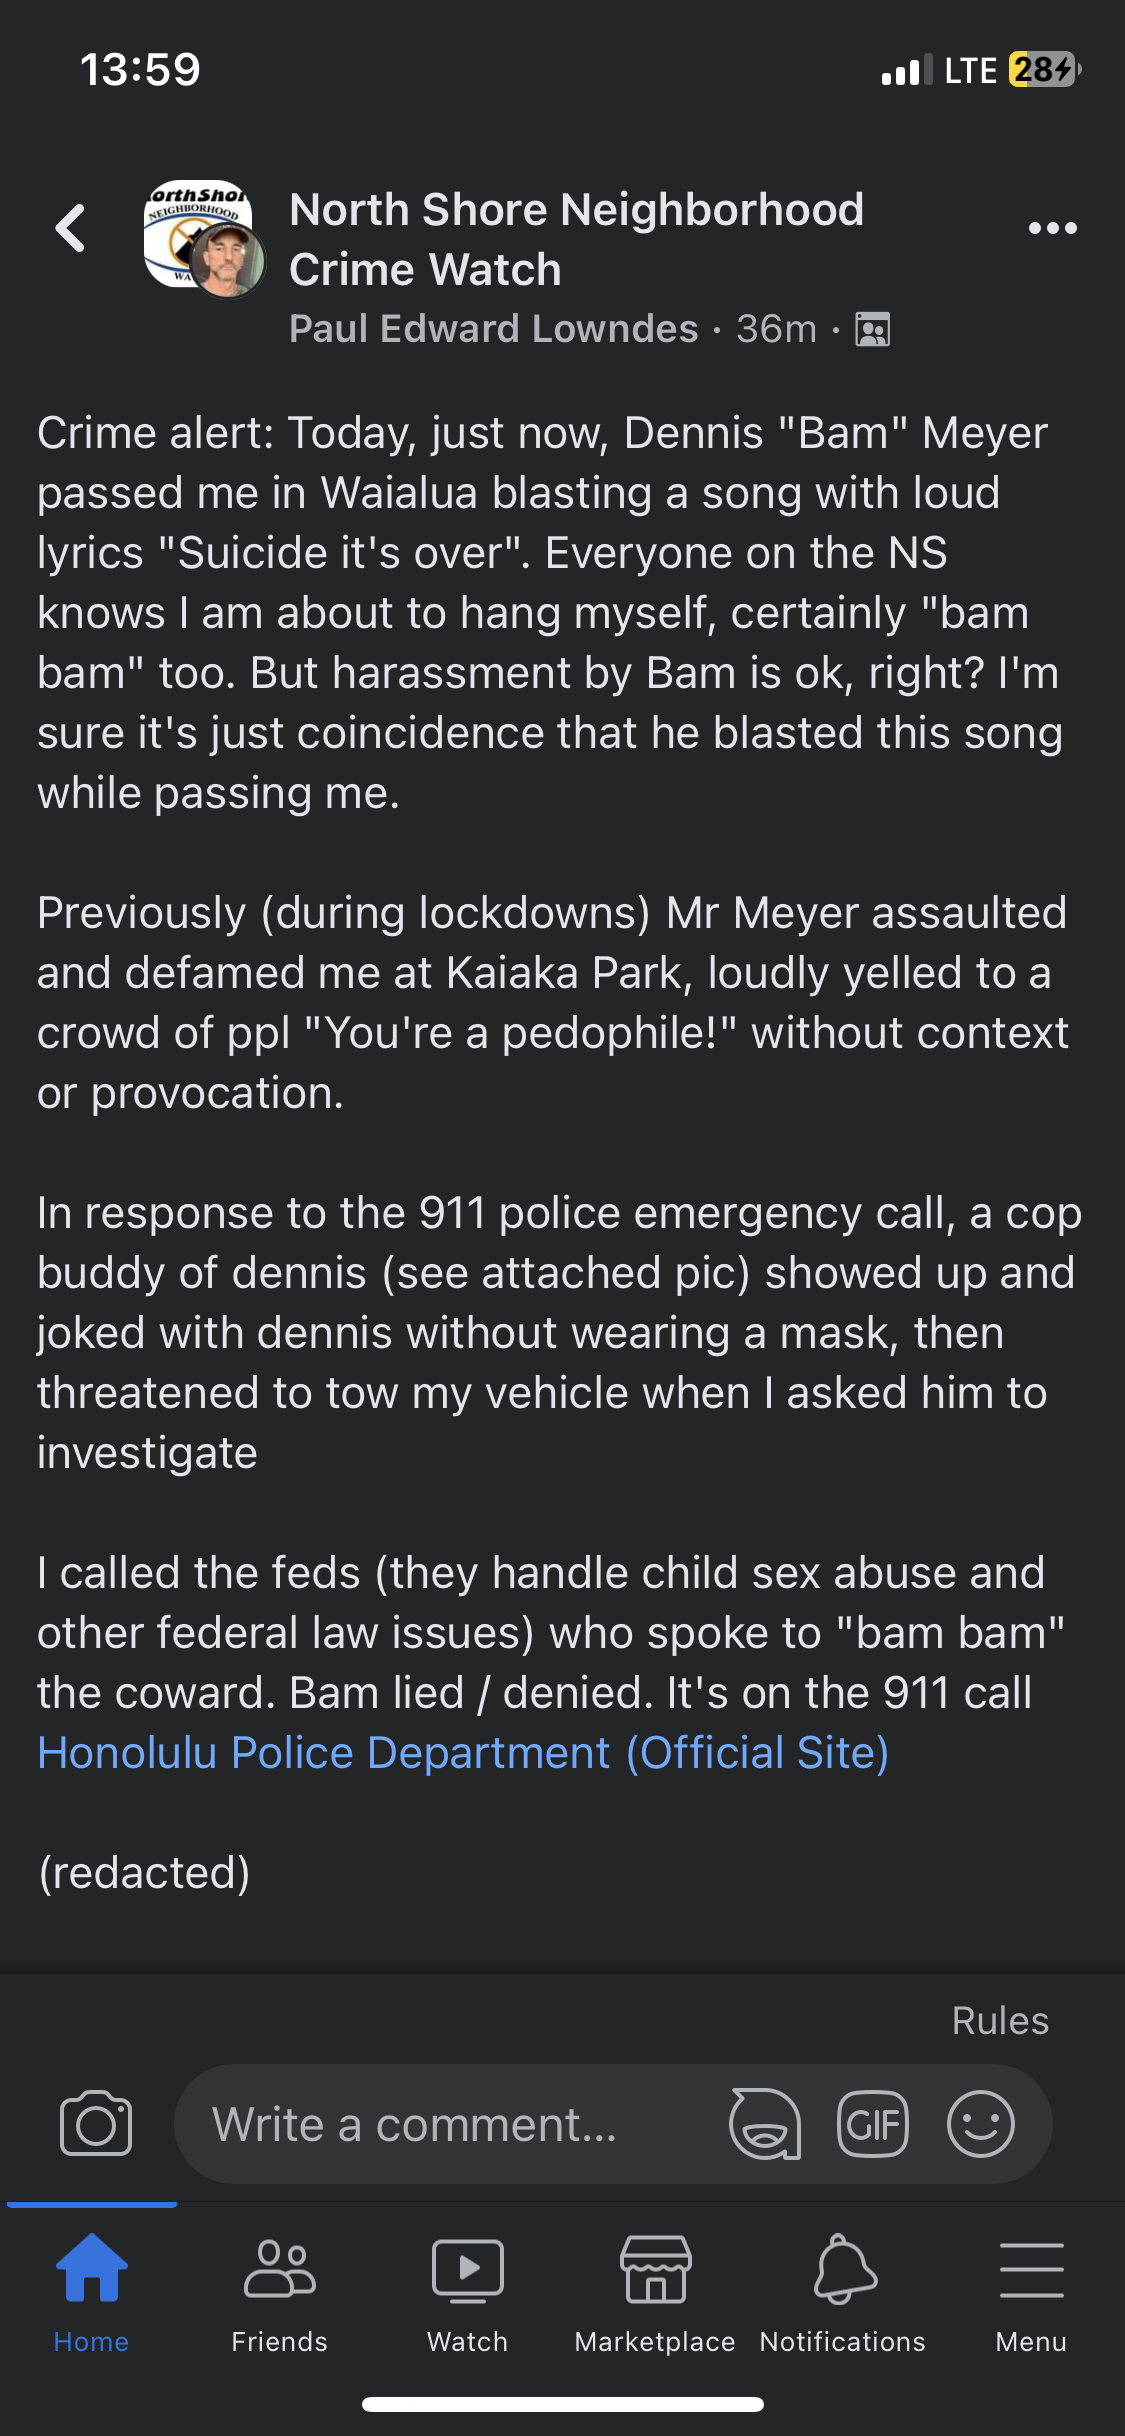 13:59
LTE 28
orthShor
NEIGHBORHOOD
WA
North Shore Neighborhood
Crime Watch
Paul Edward Lowndes · 36m ·
Crime alert: Today, just now, Dennis "Bam" Meyer
passed me in Waialua blasting a song with loud
lyrics "Suicide it's over". Everyone on the NS
knows I am about to hang myself, certainly "bam
bam" too. But harassment by Bam is ok, right? I'm
sure it's just coincidence that he blasted this song
while passing me.
Previously (during lockdowns) Mr Meyer assaulted
and defamed me at Kaiaka Park, loudly yelled to a
crowd of ppl "You're a pedophile!" without context
or provocation.
In response to the 911 police emergency call, a cop
buddy of dennis (see attached pic) showed up and
joked with dennis without wearing a mask, then
threatened to tow my vehicle when I asked him to
investigate
I called the feds (they handle child sex abuse and
other federal law issues) who spoke to "bam bam"
the coward. Bam lied / denied. It's on the 911 call
Honolulu Police Department (Official Site)
(redacted)
Rules
Write a comment...
GIF
Home
Friends
Watch
Marketplace
Notifications
Menu